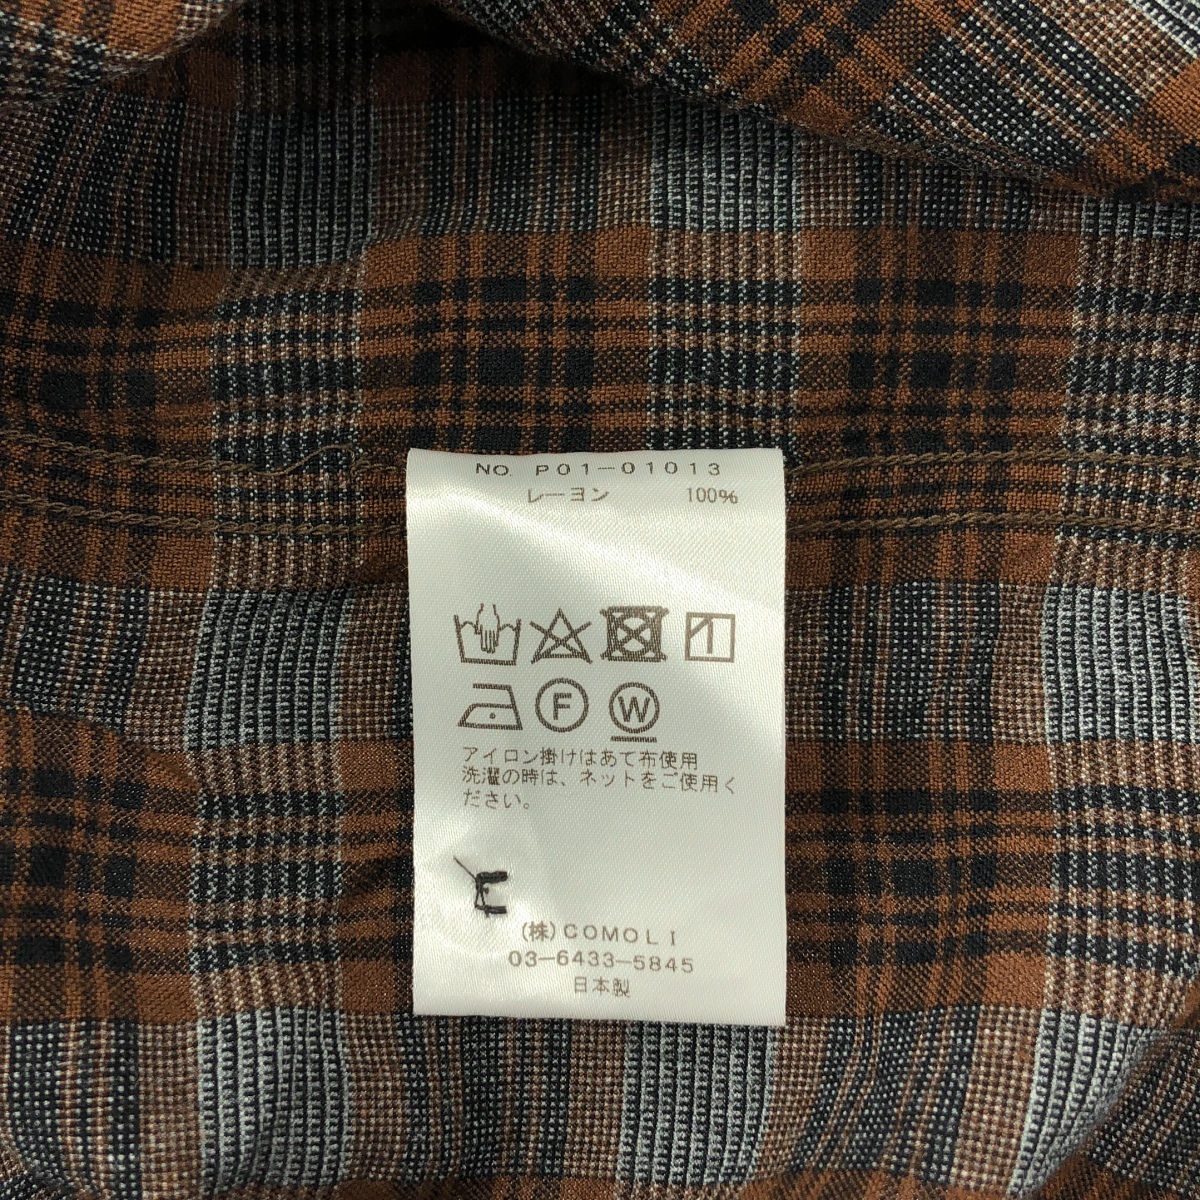 NO. P01-01013
レーヨン 100%
F W
アイロン掛けはあて布使用
洗濯の時は、ネットをご使用く
ださい。
(株)COMOLI
03-6433-5845
日本製